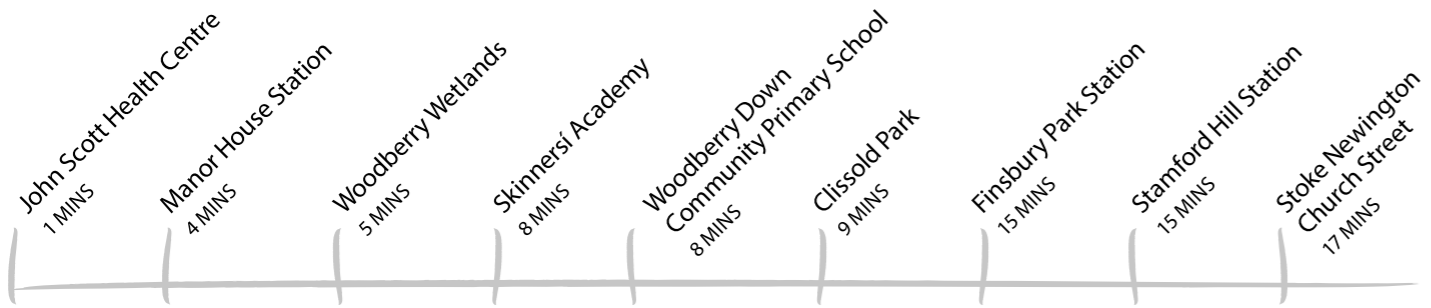 John Scott Health Centre
1 MINS
Manor House Station
4 MINS
Woodberry Wetlands
5 MINS
Skinnersí Academy
8 MINS
Woodberry Down
Community Primary School
8 MINS
Clissold Park
9 MINS
Finsbury Park Station
15 MINS
Stamford Hill Station
15 MINS
Stoke Newington
Church Street
17 MINS